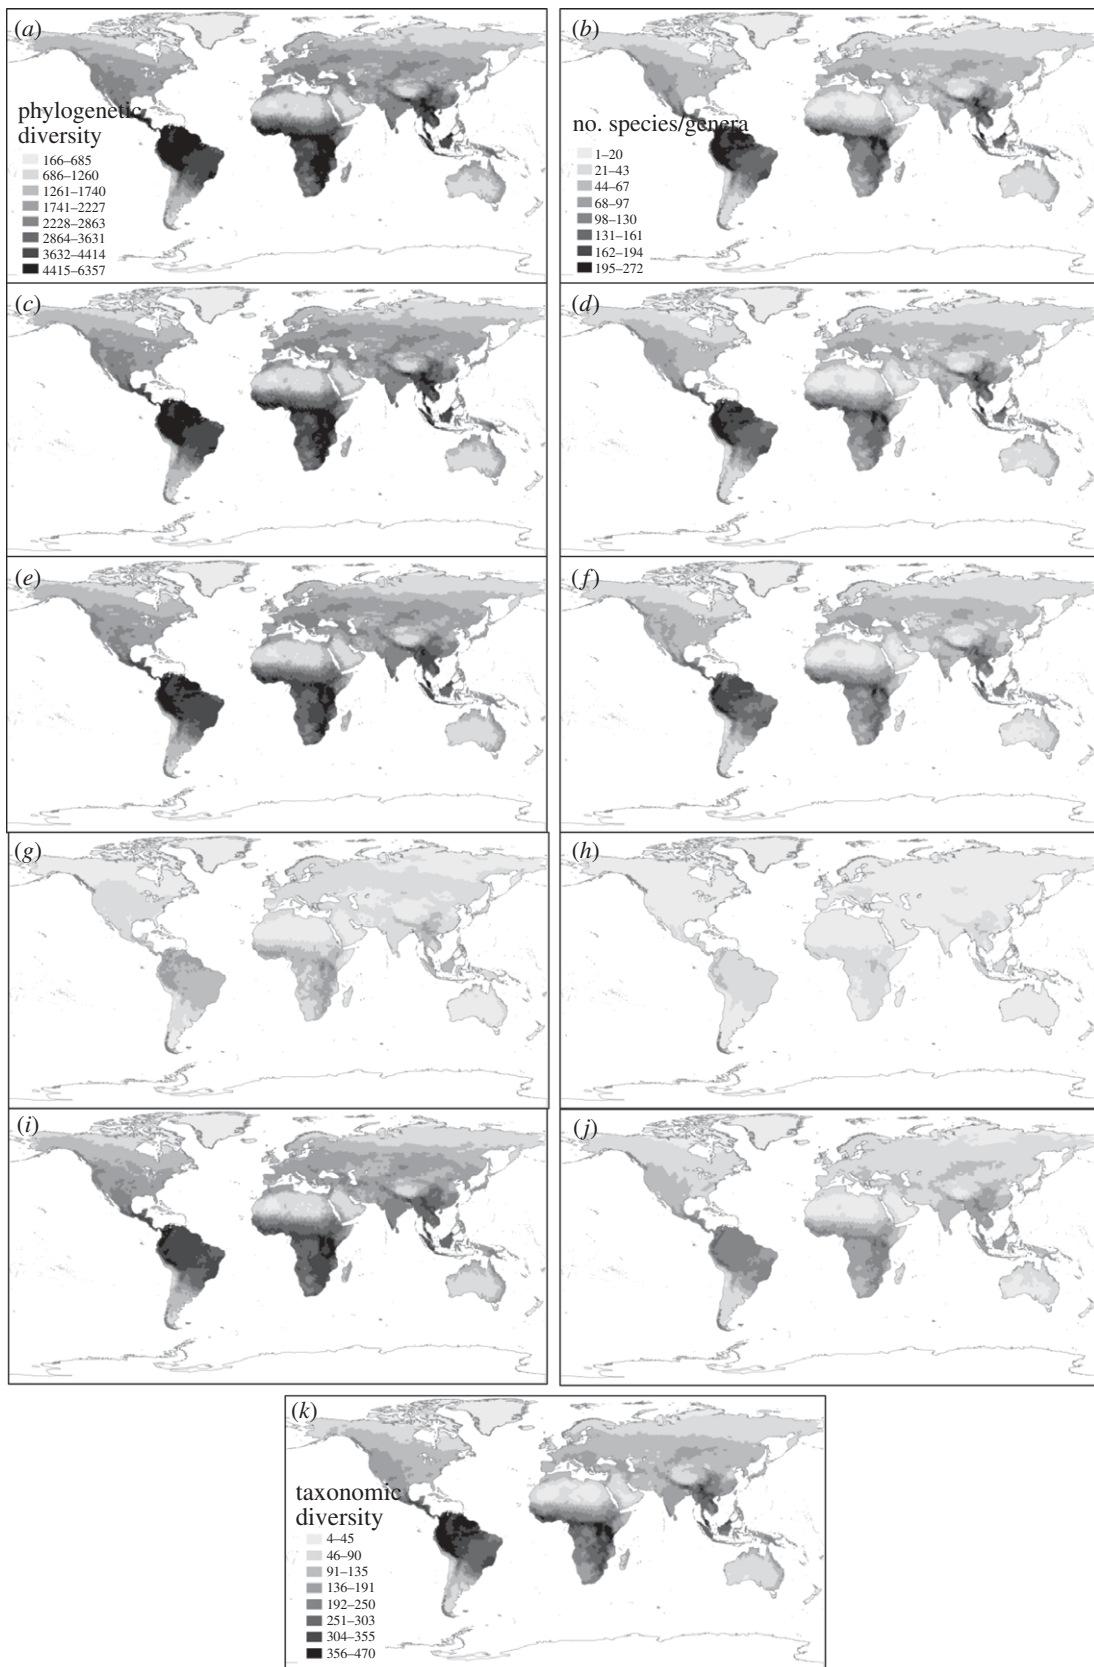 (a)
phylogenetic
diversity
166–685
686–1260
1261–1740
1741–2227
2228–2863
2864–3631
3632–4414
4415–6357
(b)
no. species/genera
1–20
21–43
44–67
68–97
98–130
131–161
162–194
195–272
(c)
(d)
(e)
(f)
(g)
(h)
(i)
(j)
(k)
taxonomic
diversity
4–45
46–90
91–135
136–191
192–250
251–303
304–355
356–470